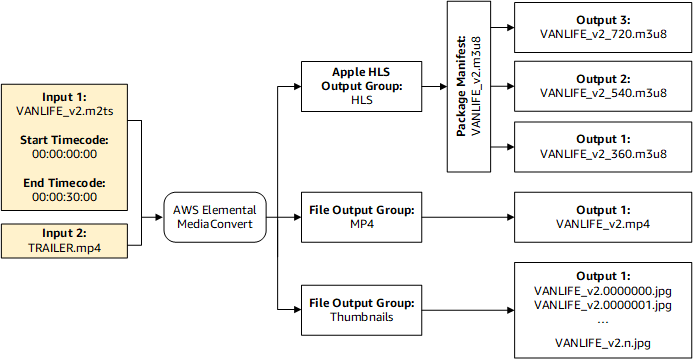 Input 1:
VANLIFE_v2.m2ts
Start Timecode:
00:00:00:00
End Timecode:
00:00:30:00
Input 2:
TRAILER.mp4
AWS Elemental
MediaConvert
Apple HLS
Output Group:
HLS
Package Manifest:
VANLIFE_v2.m3u8
Output 3:
VANLIFE_v2_720.m3u8
Output 2:
VANLIFE_v2_540.m3u8
Output 1:
VANLIFE_v2_360.m3u8
File Output Group:
MP4
Output 1:
VANLIFE_v2.mp4
File Output Group:
Thumbnails
Output 1:
VANLIFE_v2.0000000.jpg
VANLIFE_v2.0000001.jpg
...
VANLIFE_v2.n.jpg